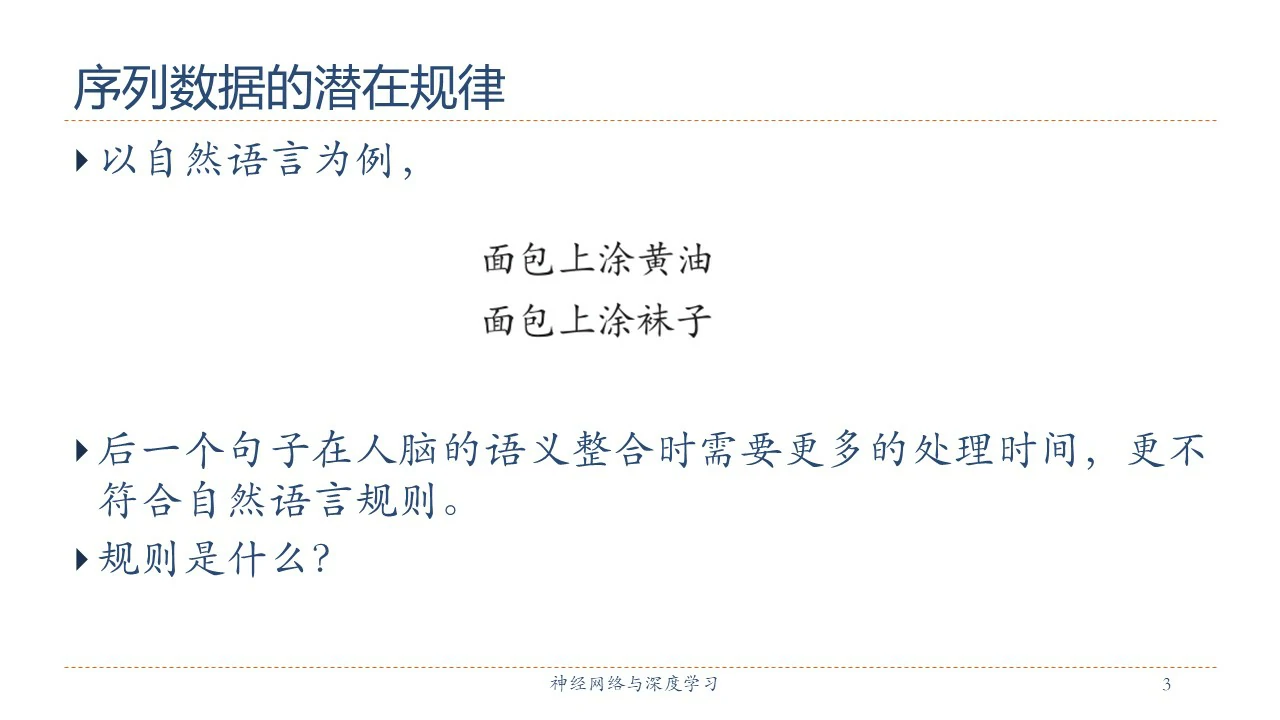 序列数据的潜在规律
以自然语言为例，
面包上涂黄油
面包上涂袜子
后一个句子在人脑的语义整合时需要更多的处理时间，更不
符合自然语言规则。
规则是什么？
神经网络与深度学习
3